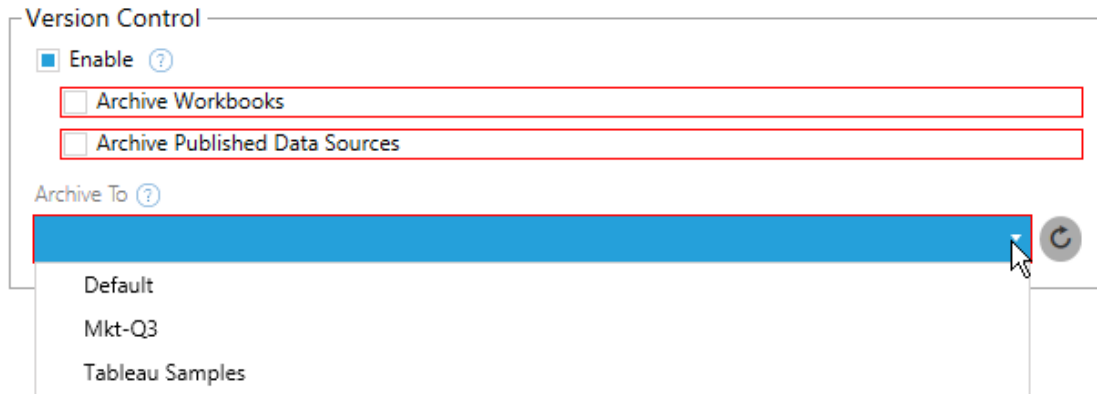 Version Control
Enable ?
Archive Workbooks
Archive Published Data Sources
Archive To ?
Default
Mkt-Q3
Tableau Samples